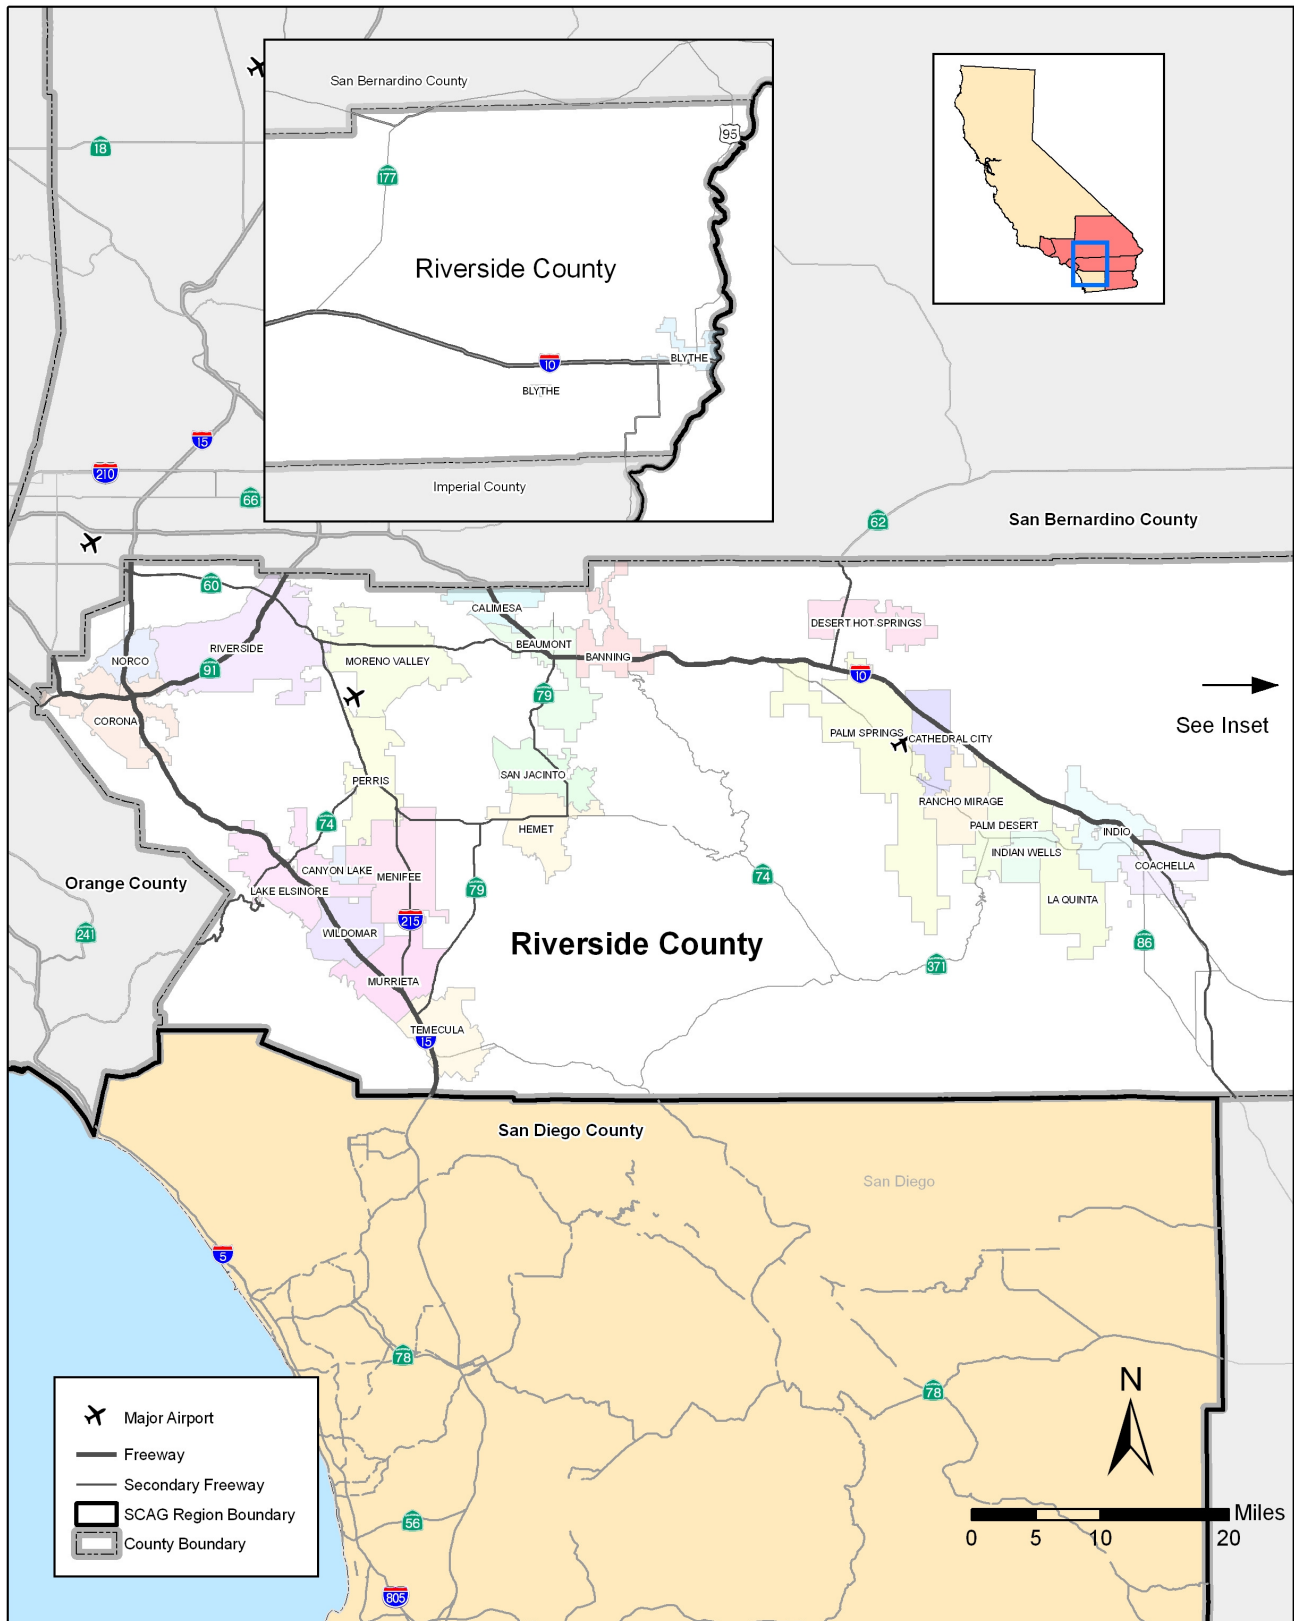 San Bernardino County
95
18
177
Riverside County
10
BLYTHE
BLYTHE
15
210
66
Imperial County
62
San Bernardino County
60
CALIMESA
DESERT HOT SPRINGS
BEAUMONT
RIVERSIDE
NORCO
MORENO VALLEY
BANNING
91
10
79
CORONA
See Inset
PALM SPRINGS
CATHEDRAL CITY
SAN JACINTO
PERRIS
RANCHO MIRAGE
74
PALM DESERT
HEMET
INDIO
INDIAN WELLS
COACHELLA
CANYON LAKE
MENIFEE
74
Orange County
LAKE ELSINORE
79
LA QUINTA
215
241
WILDOMAR
Riverside County
86
371
MURRIETA
TEMECULA
15
San Diego County
San Diego
5
78
78
N
Major Airport
Freeway
Secondary Freeway
SCAG Region Boundary
County Boundary
56
Miles
0 5 10 20
805